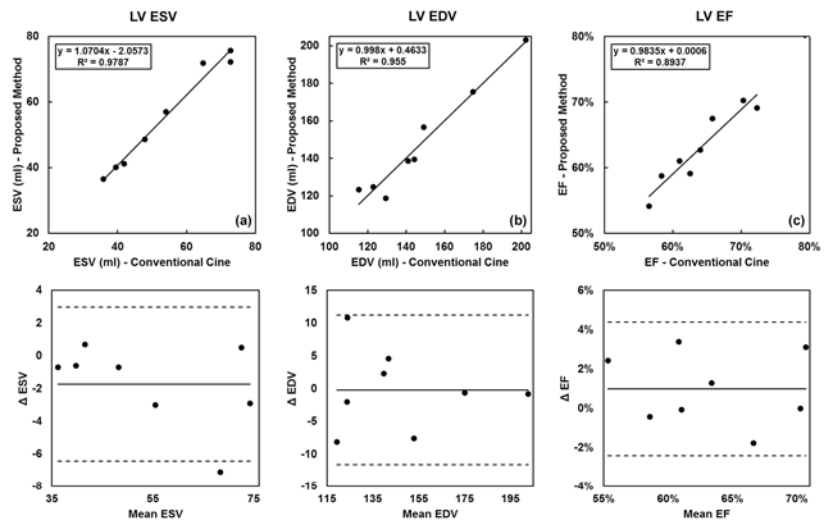 LV ESV
LV EDV
LV EF
y = 1.0704x - 2.0573
R² = 0.9787
80
60
40
20
20
40
60
80
ESV (ml) - Proposed Method
ESV (ml) - Conventional Cine
(a)
y = 0.998x + 0.4633
R² = 0.955
200
180
160
140
120
100
100
120
140
160
180
200
EDV (ml) - Proposed Method
EDV (ml) - Conventional Cine
(b)
y = 0.9835x + 0.0006
R² = 0.8937
80%
70%
60%
50%
50%
60%
70%
80%
EF - Proposed Method
EF - Conventional Cine
(c)
4
2
0
-2
-4
-6
-8
35
55
75
Δ ESV
Mean ESV
15
10
5
0
-5
-10
-15
115
135
155
175
195
Δ EDV
Mean EDV
6%
4%
2%
0%
-2%
-4%
55%
60%
65%
70%
Δ EF
Mean EF